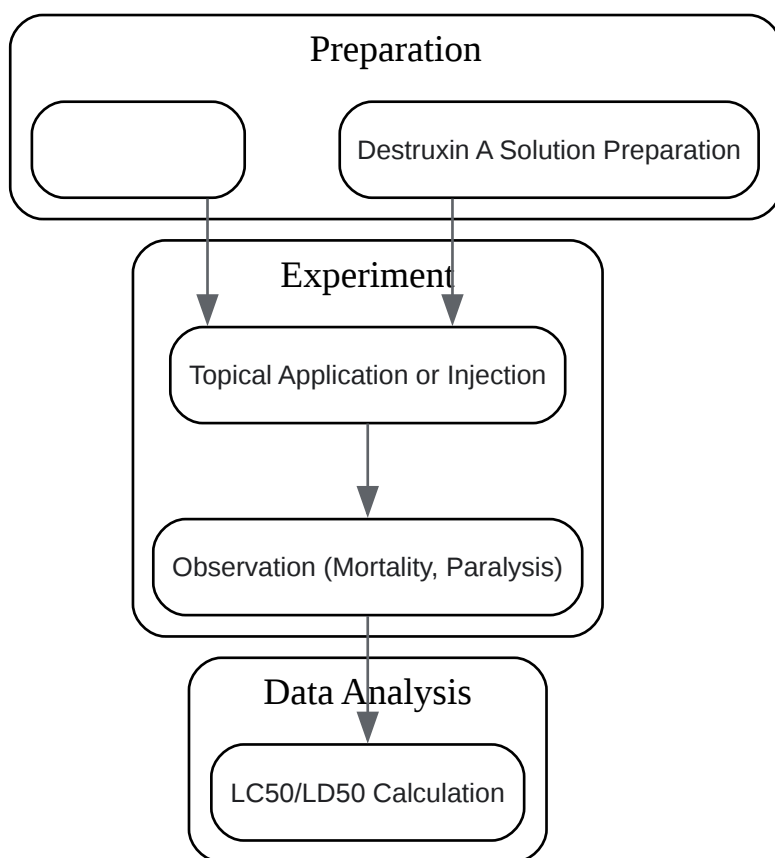 Preparation
Destruxin A Solution Preparation
Experiment
Topical Application or Injection
Observation (Mortality, Paralysis)
Data Analysis
LC50/LD50 Calculation